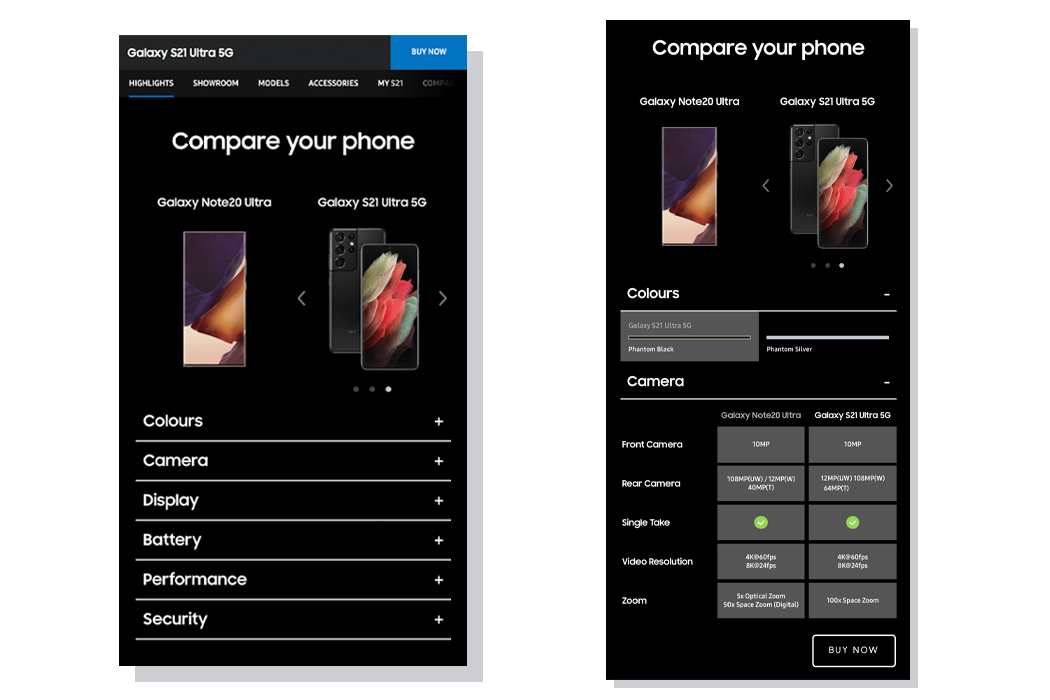 Galaxy S21 Ultra 5G
BUY NOW
HIGHLIGHTS SHOWROOM MODELS ACCESSORIES MY S21 COMPA
Compare your phone
Galaxy Note20 Ultra Galaxy S21 Ultra 5G
Colours +
Camera +
Display +
Battery +
Performance +
Security +
Compare your phone
Galaxy Note20 Ultra Galaxy S21 Ultra 5G
Colours -
Galaxy S21 Ultra 5G
Phantom Black Phantom Silver
Camera -
Galaxy Note20 Ultra Galaxy S21 Ultra 5G
Front Camera 10MP 10MP
Rear Camera 108MP(UW) / 12MP(W) 40MP(T) 12MP(UW) 108MP(W) 64MP(T)
Single Take
Video Resolution 4K@60fps 8K@24fps 4K@60fps 8K@24fps
Zoom 5x Optical Zoom 50x Space Zoom (Digital) 100x Space Zoom
BUY NOW